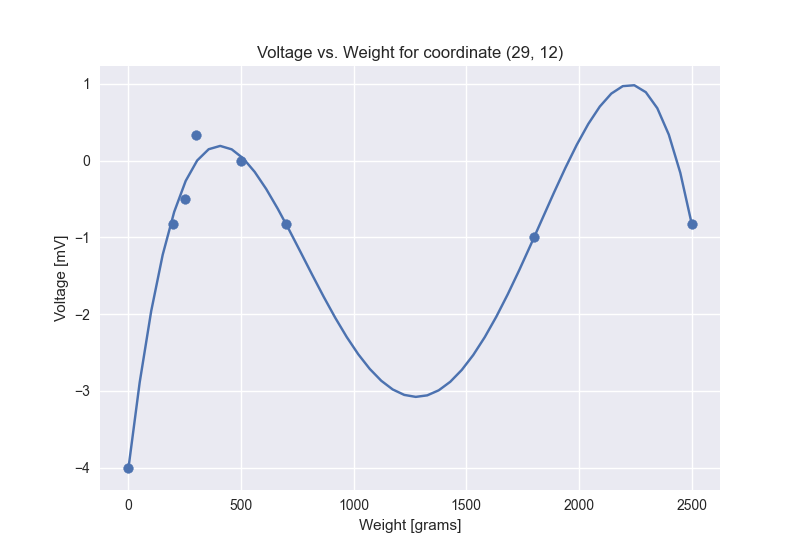 Voltage vs. Weight for coordinate (29, 12)
1
0
−1
−2
−3
−4
Voltage [mV]
0 500 1000 1500 2000 2500
Weight [grams]